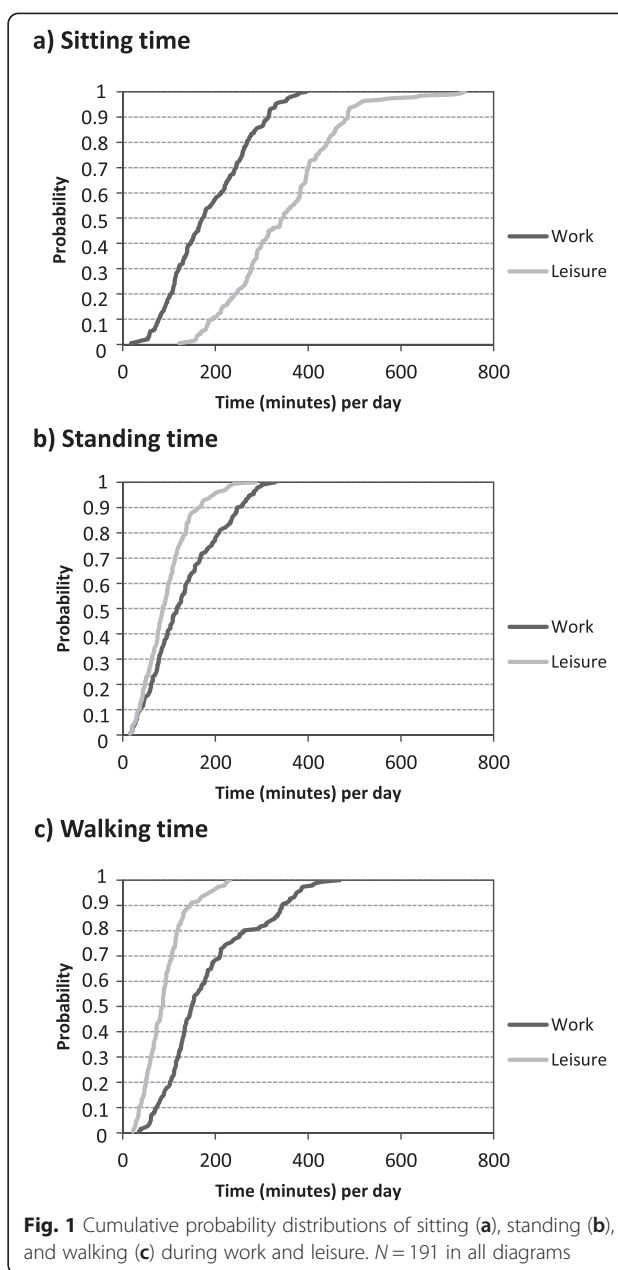 a) Sitting time
1
0.9
0.8
0.7
0.6
0.5
0.4
0.3
0.2
0.1
0
Probability
0 200 400 600 800
Time (minutes) per day
Work
Leisure
b) Standing time
1
0.9
0.8
0.7
0.6
0.5
0.4
0.3
0.2
0.1
0
Probability
0 200 400 600 800
Time (minutes) per day
Work
Leisure
c) Walking time
1
0.9
0.8
0.7
0.6
0.5
0.4
0.3
0.2
0.1
0
Probability
0 200 400 600 800
Time (minutes) per day
Work
Leisure
Fig. 1 Cumulative probability distributions of sitting (a), standing (b),
and walking (c) during work and leisure. N = 191 in all diagrams